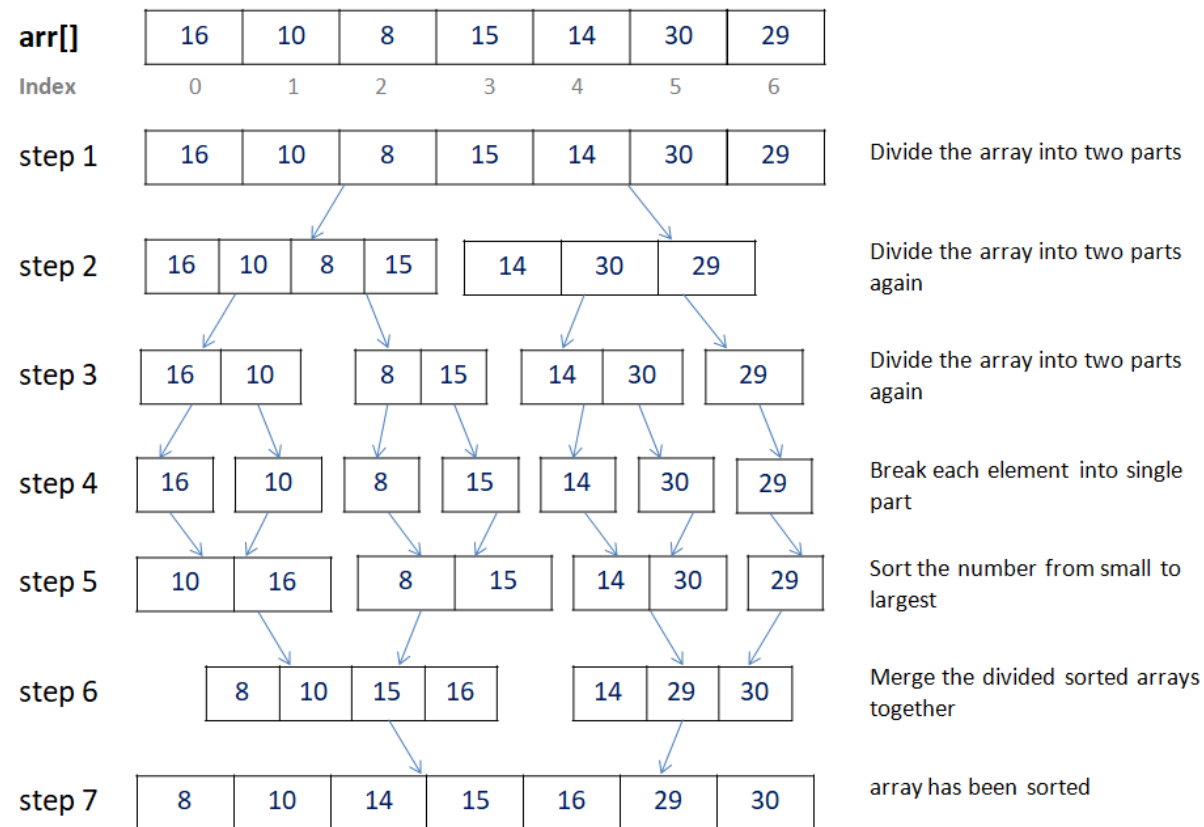 arr[] 16 10 8 15 14 30 29
Index 0 1 2 3 4 5 6
step 1 16 10 8 15 14 30 29 Divide the array into two parts
step 2 16 10 8 15 14 30 29 Divide the array into two parts
again
step 3 16 10 8 15 14 30 29 Divide the array into two parts
again
step 4 16 10 8 15 14 30 29 Break each element into single
part
step 5 10 16 8 15 14 30 29 Sort the number from small to
largest
step 6 8 10 15 16 14 29 30 Merge the divided sorted arrays
together
step 7 8 10 14 15 16 29 30 array has been sorted